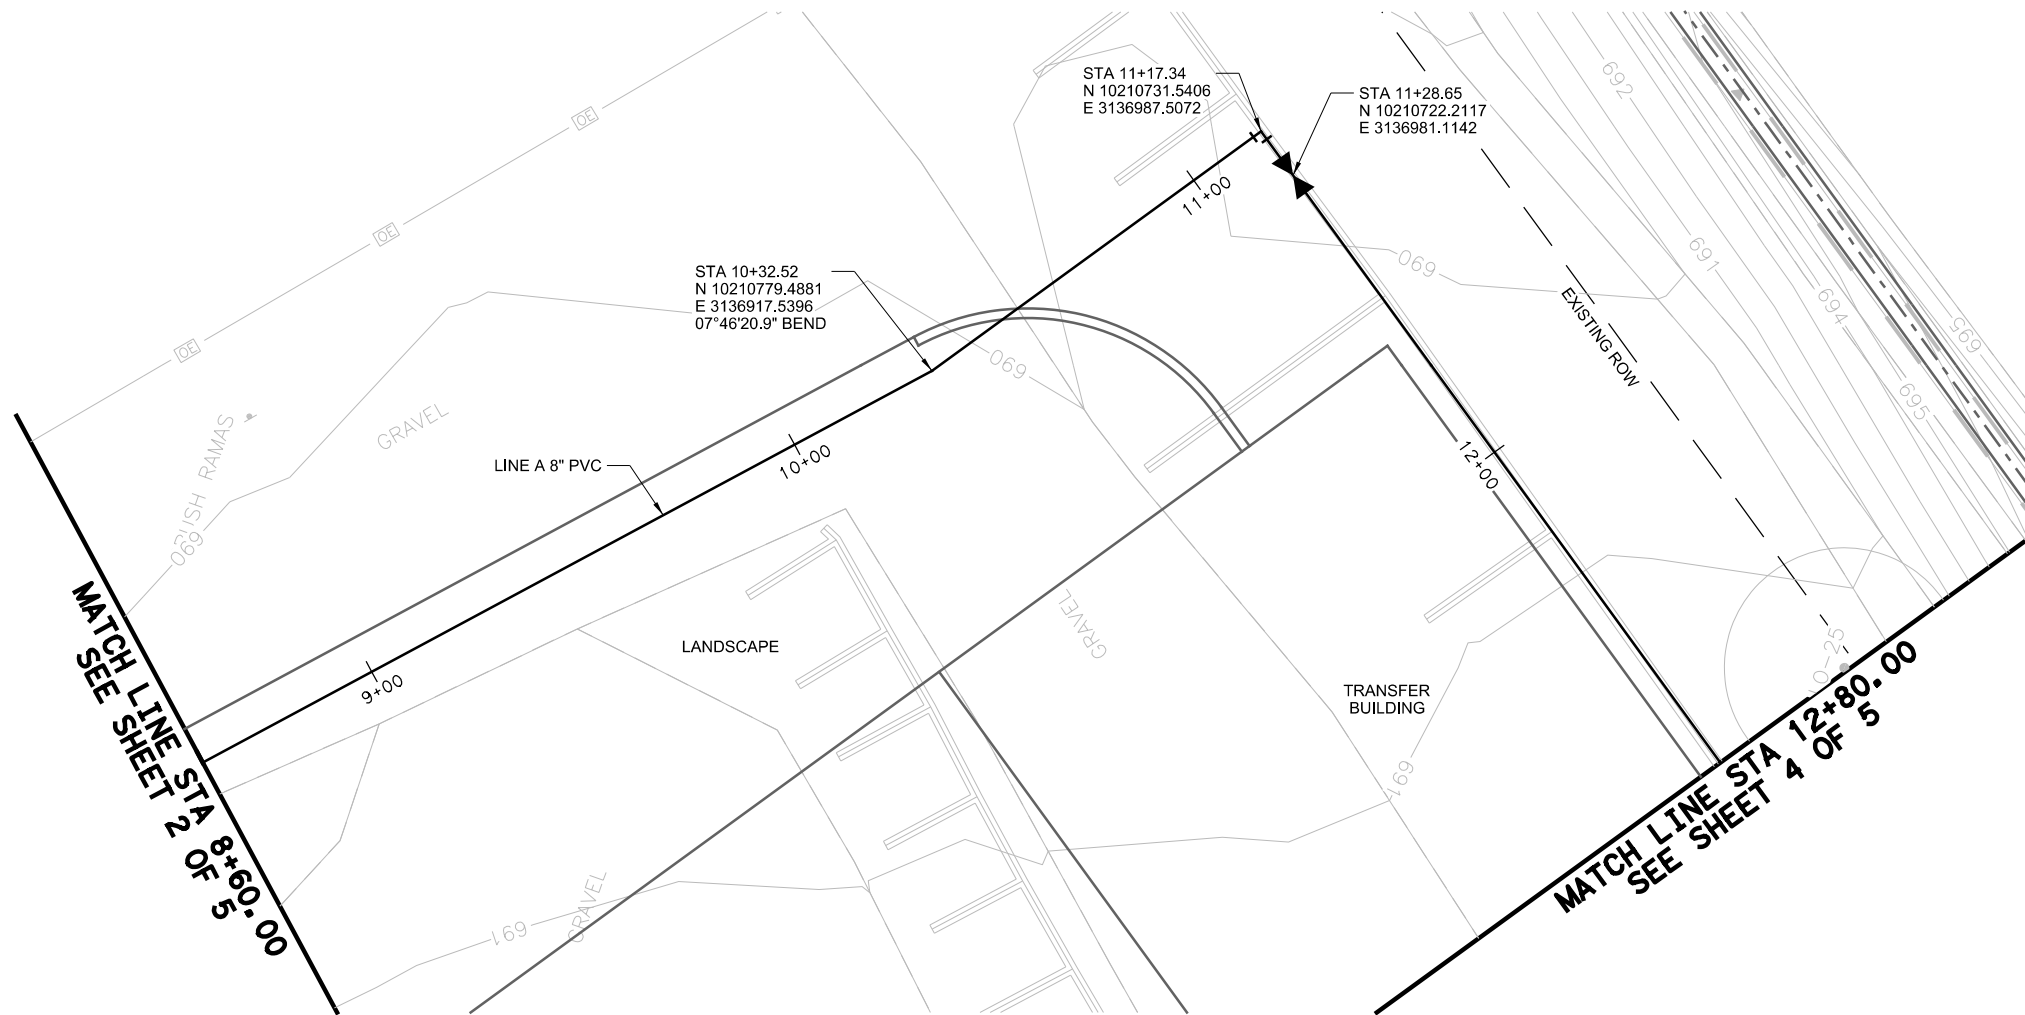 STA 11+17.34
N 10210731.5406
E 3136987.5072
STA 11+28.65
N 10210722.2117
E 3136981.1142
692
OE
OE
OE
11+00
690
691
694
695
695
EXISTING ROW
STA 10+32.52
N 10210779.4881
E 3136917.5396
07°46'20.9" BEND
690
GRAVEL
RAMAS
690
LINE A 8" PVC
10+00
12+00
9+00
LANDSCAPE
GRAVEL
TRANSFER
BUILDING
691
691
GRAVEL
MATCH LINE STA 8+60.00
SEE SHEET 2 OF 5
MATCH LINE STA 12+80.00
SEE SHEET 4 OF 5